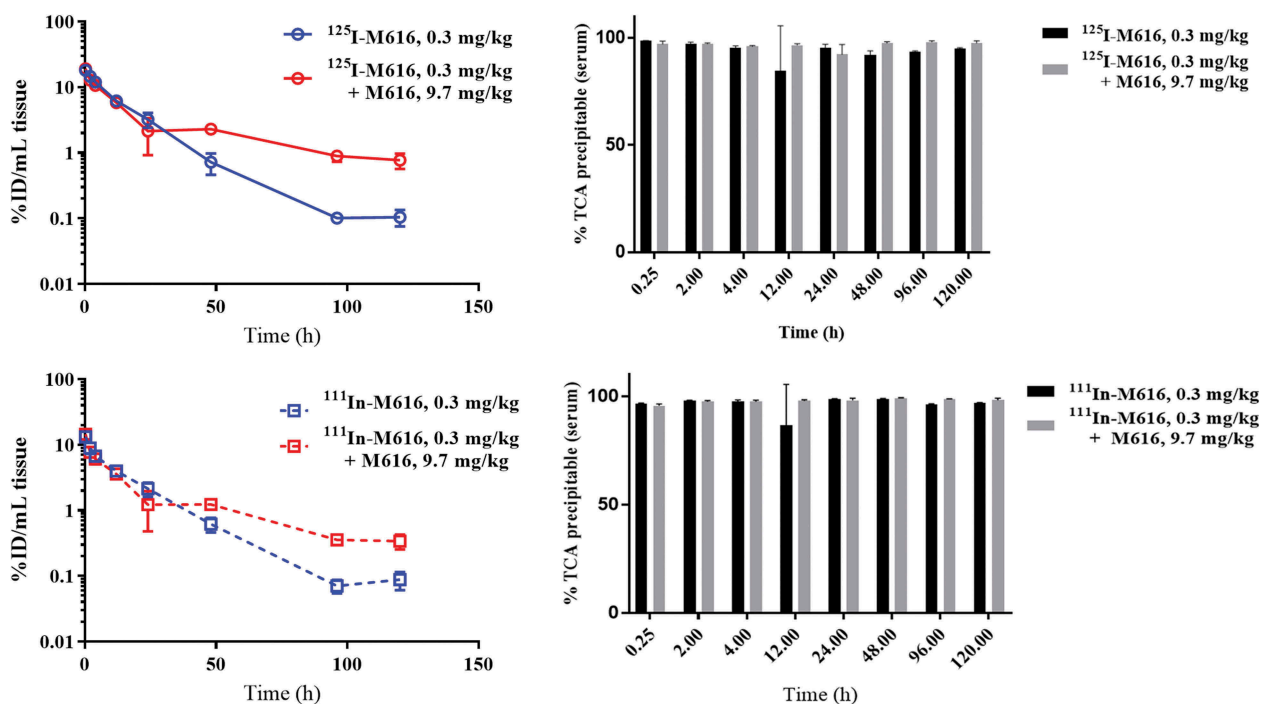 %ID/mL tissue
100
10
1
0.1
0.01
0
50
100
150
Time (h)
¹²⁵I-M616, 0.3 mg/kg
¹²⁵I-M616, 0.3 mg/kg
+ M616, 9.7 mg/kg
% TCA precipitable (serum)
100
50
0
0.25
2.00
4.00
12.00
24.00
48.00
96.00
120.00
Time (h)
¹²⁵I-M616, 0.3 mg/kg
¹²⁵I-M616, 0.3 mg/kg
+ M616, 9.7 mg/kg
%ID/mL tissue
100
10
1
0.1
0.01
0
50
100
150
Time (h)
¹¹¹In-M616, 0.3 mg/kg
¹¹¹In-M616, 0.3 mg/kg
+ M616, 9.7 mg/kg
% TCA precipitable (serum)
100
50
0
0.25
2.00
4.00
12.00
24.00
48.00
96.00
120.00
Time (h)
¹¹¹In-M616, 0.3 mg/kg
¹¹¹In-M616, 0.3 mg/kg
+ M616, 9.7 mg/kg